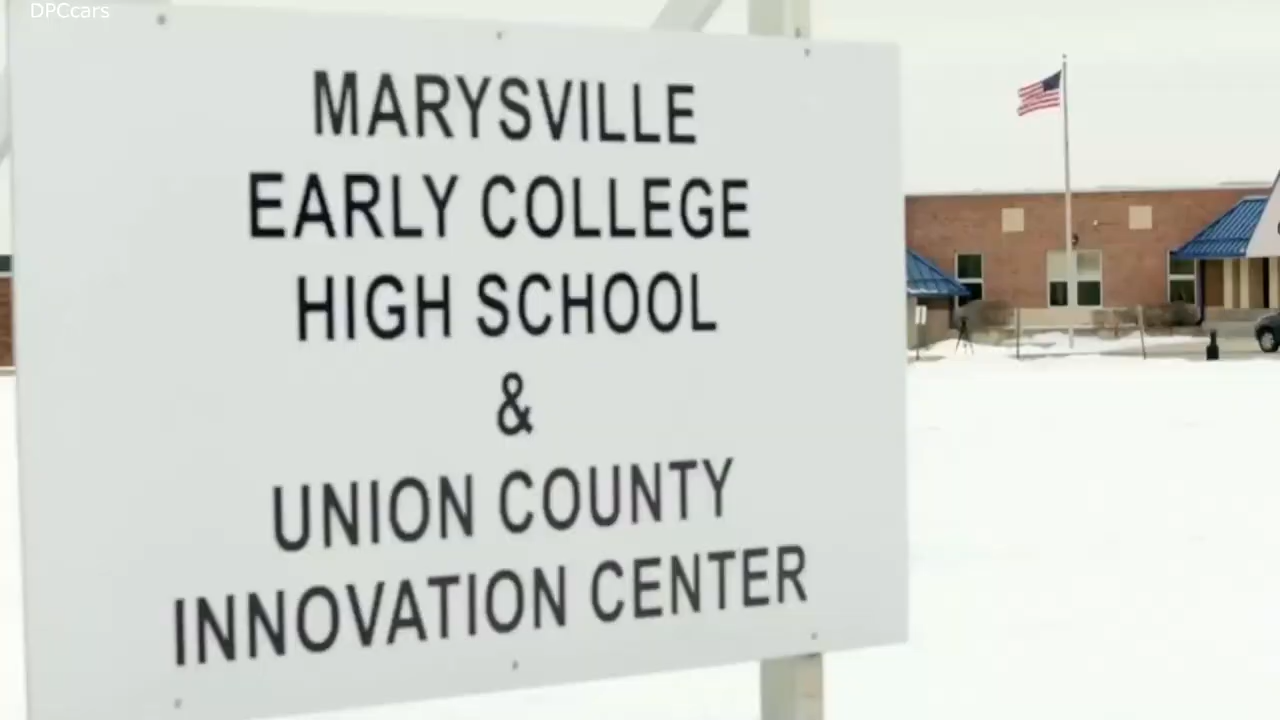 DPCcars
MARYSVILLE
EARLY COLLEGE
HIGH SCHOOL
&
UNION COUNTY
INNOVATION CENTER